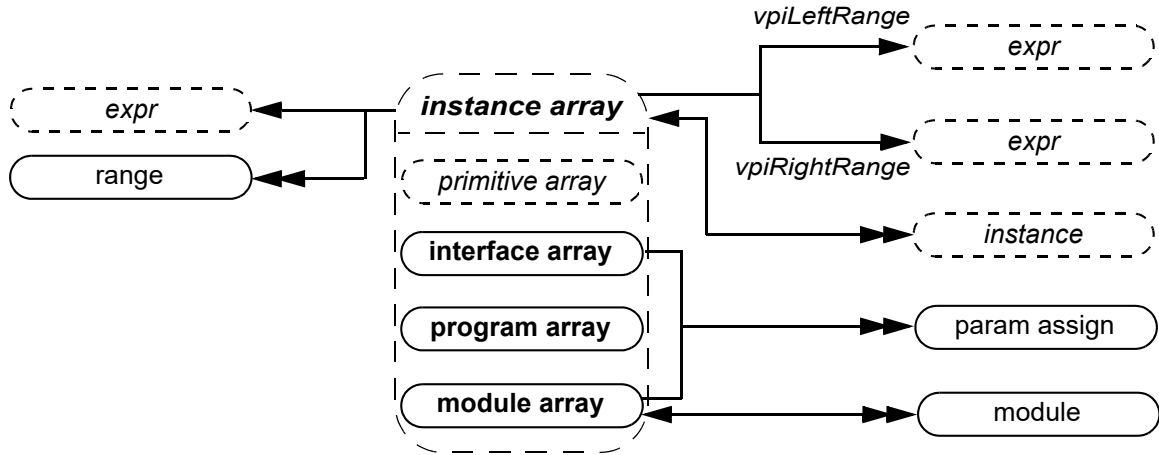 vpiLeftRange
expr
instance array
expr
expr
range
primitive array
vpiRightRange
interface array
instance
program array
param assign
module array
module